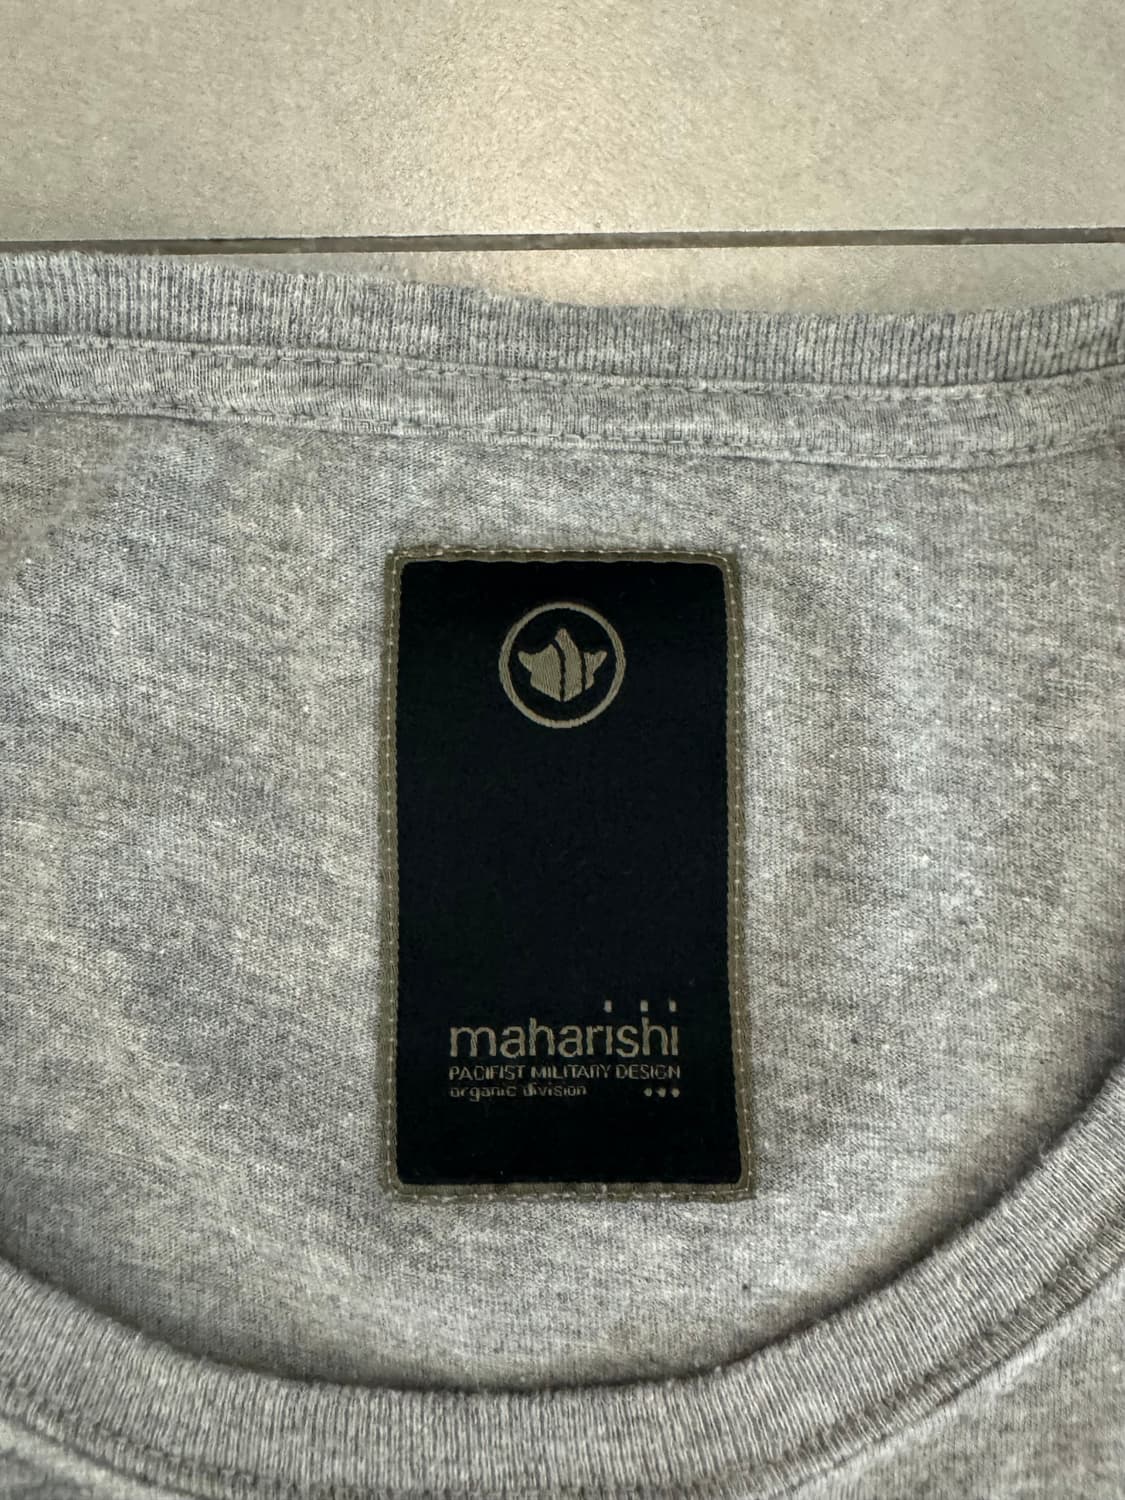 maharishi
PACIFIST MILITARY DESIGN
organic division